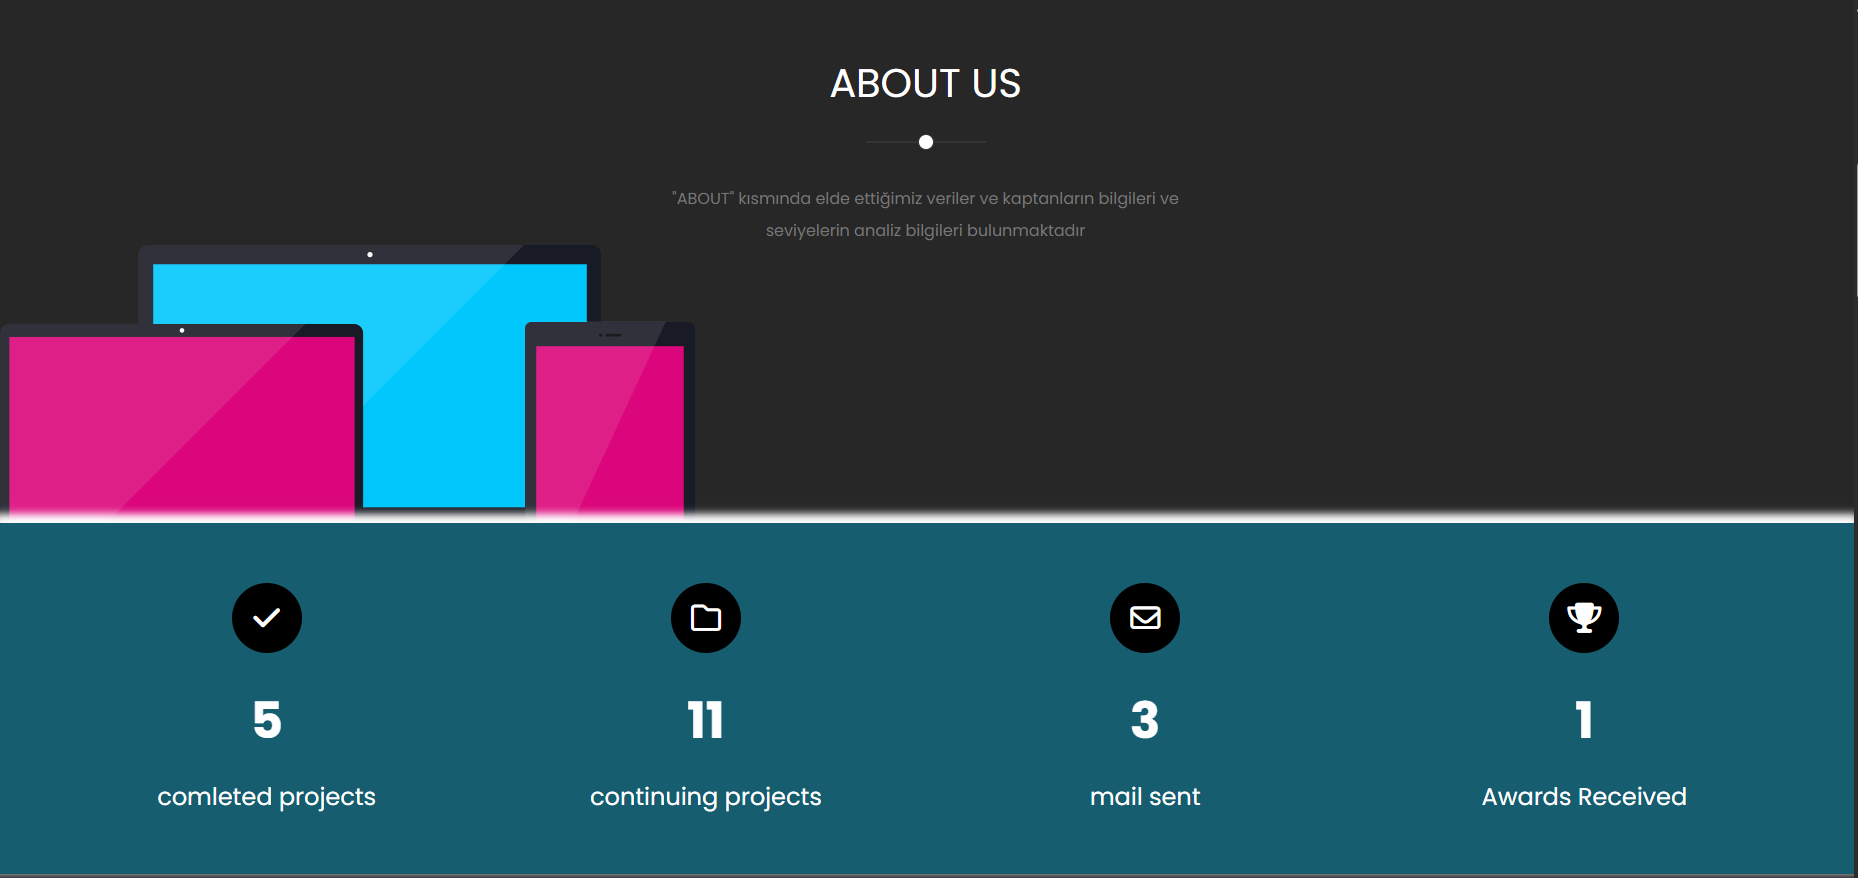 ABOUT US
"ABOUT" kısmında elde ettiğimiz veriler ve kaptanların bilgileri ve
seviyelerin analiz bilgileri bulunmaktadır
5
11
3
1
comleted projects
continuing projects
mail sent
Awards Received